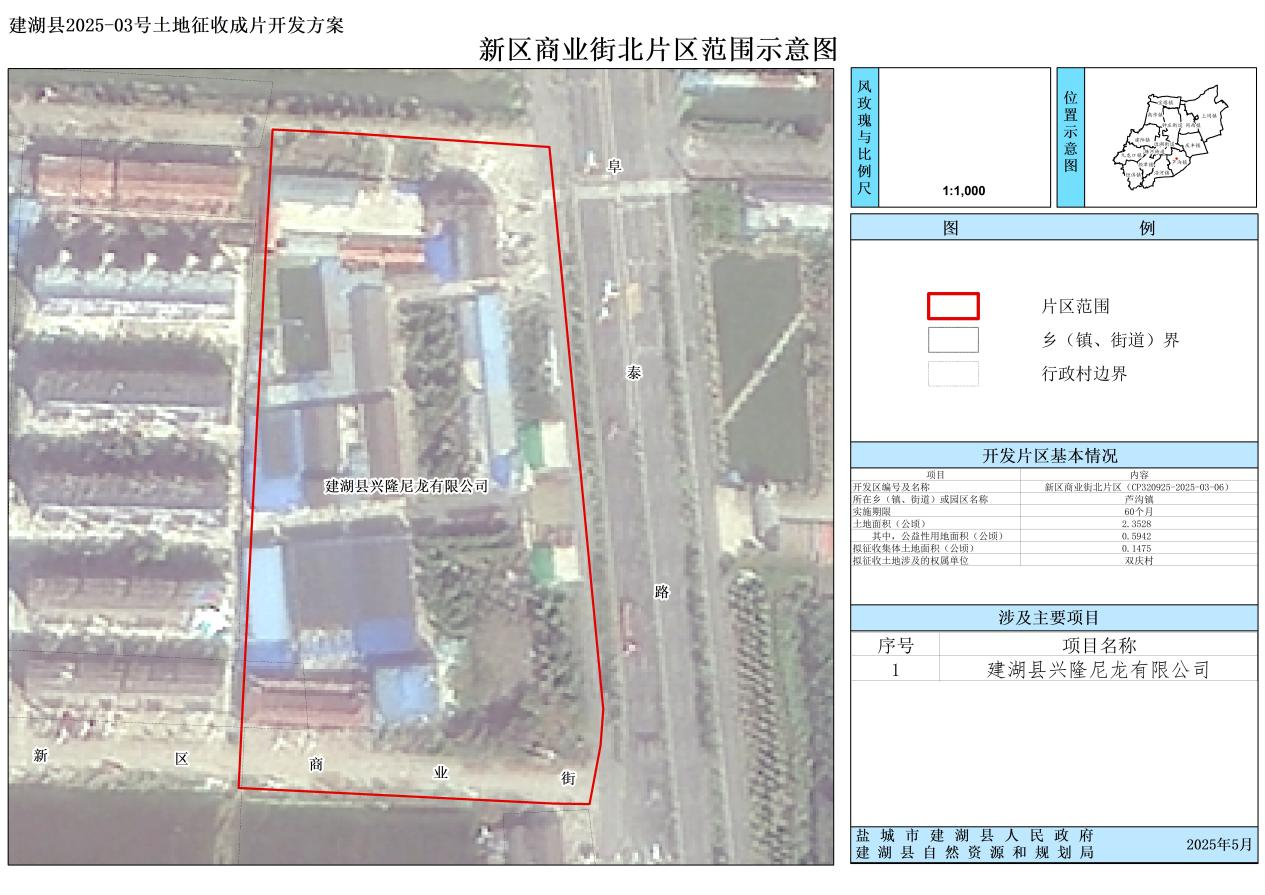 建湖县2025-03号土地征收成片开发方案
新区商业街北片区范围示意图
阜
泰
路
建湖县兴隆尼龙有限公司
新 区 商 业 街
风玫瑰与比例尺
1:1,000
位置示意图
图 例
片区范围
乡（镇、街道）界
行政村边界
开发片区基本情况
项目 内容
开发区编号及名称 新区商业街北片区（CP320925-2025-03-06）
所在乡（镇、街道）或园区名称 芦沟镇
实施期限 60个月
土地面积（公顷） 2.3528
其中，公益性用地面积（公顷） 0.5942
拟征收集体土地面积（公顷） 0.1475
拟征收土地涉及的权属单位 双庆村
涉及主要项目
序号 项目名称
1 建湖县兴隆尼龙有限公司
盐城市建湖县人民政府
建湖县自然资源和规划局
2025年5月